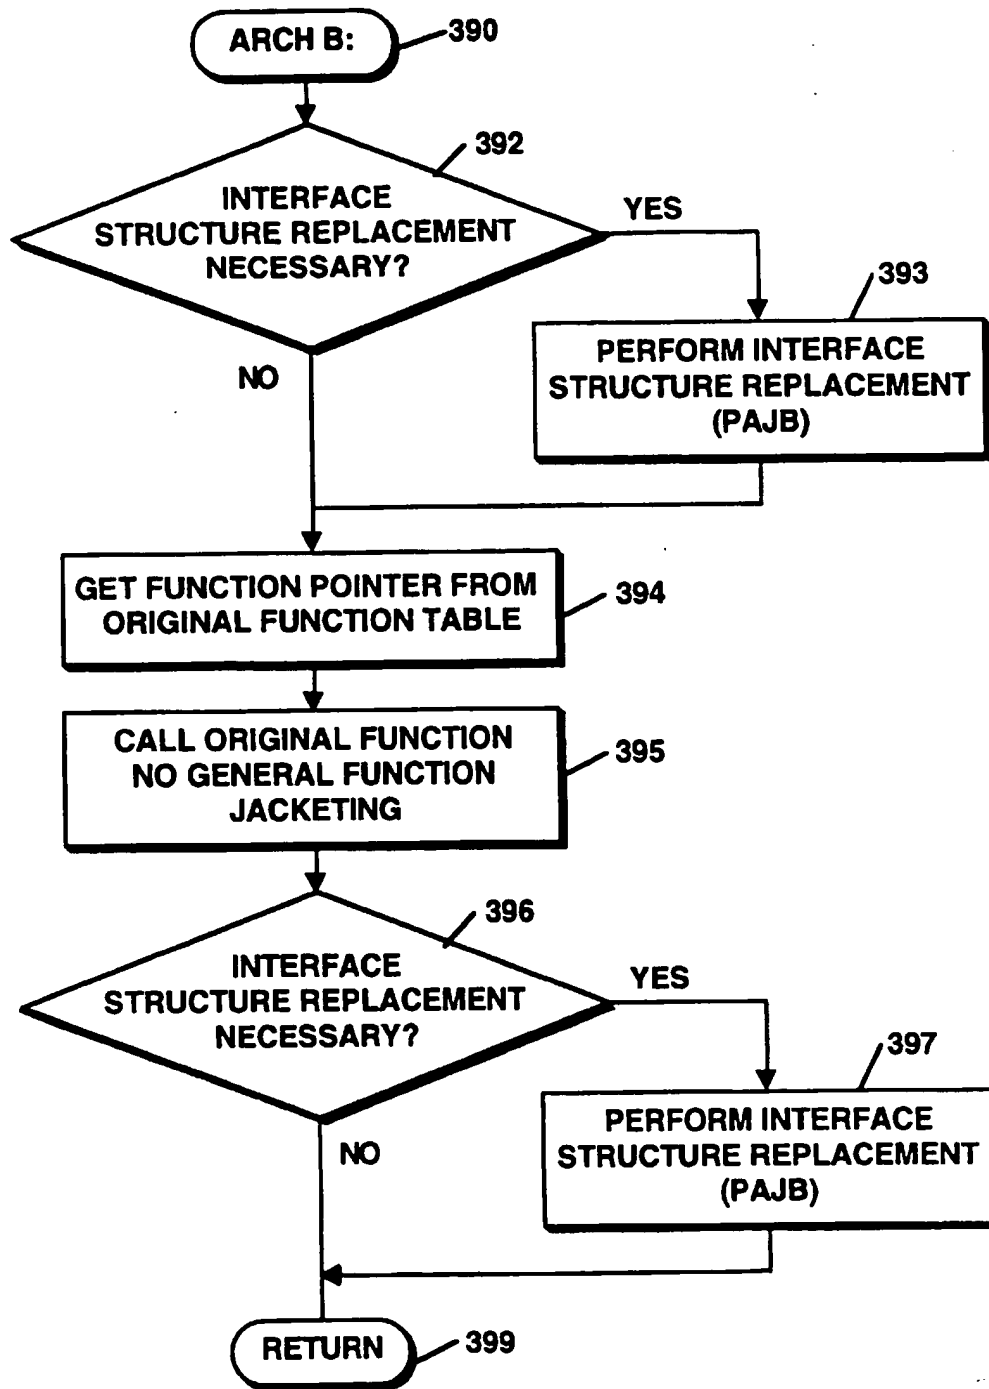 ARCH B:
390
392
INTERFACE
STRUCTURE REPLACEMENT
NECESSARY?
YES
NO
393
PERFORM INTERFACE
STRUCTURE REPLACEMENT
(PAJB)
GET FUNCTION POINTER FROM
ORIGINAL FUNCTION TABLE
394
CALL ORIGINAL FUNCTION
NO GENERAL FUNCTION
JACKETING
395
396
INTERFACE
STRUCTURE REPLACEMENT
NECESSARY?
YES
NO
397
PERFORM INTERFACE
STRUCTURE REPLACEMENT
(PAJB)
RETURN
399